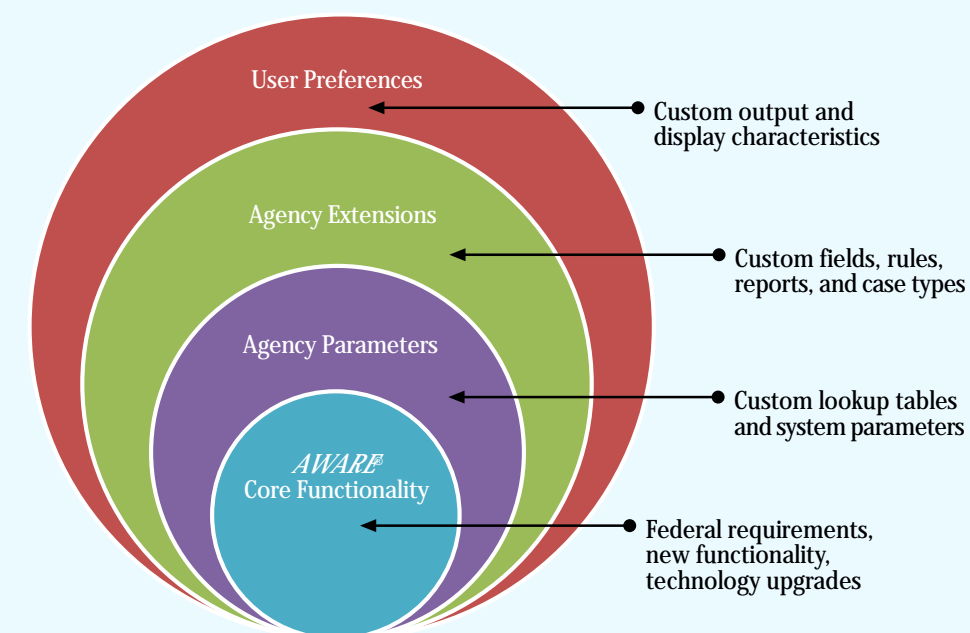 User Preferences
Custom output and
display characteristics
Agency Extensions
Custom fields, rules,
reports, and case types
Agency Parameters
Custom lookup tables
and system parameters
AWARE®
Core Functionality
Federal requirements,
new functionality,
technology upgrades